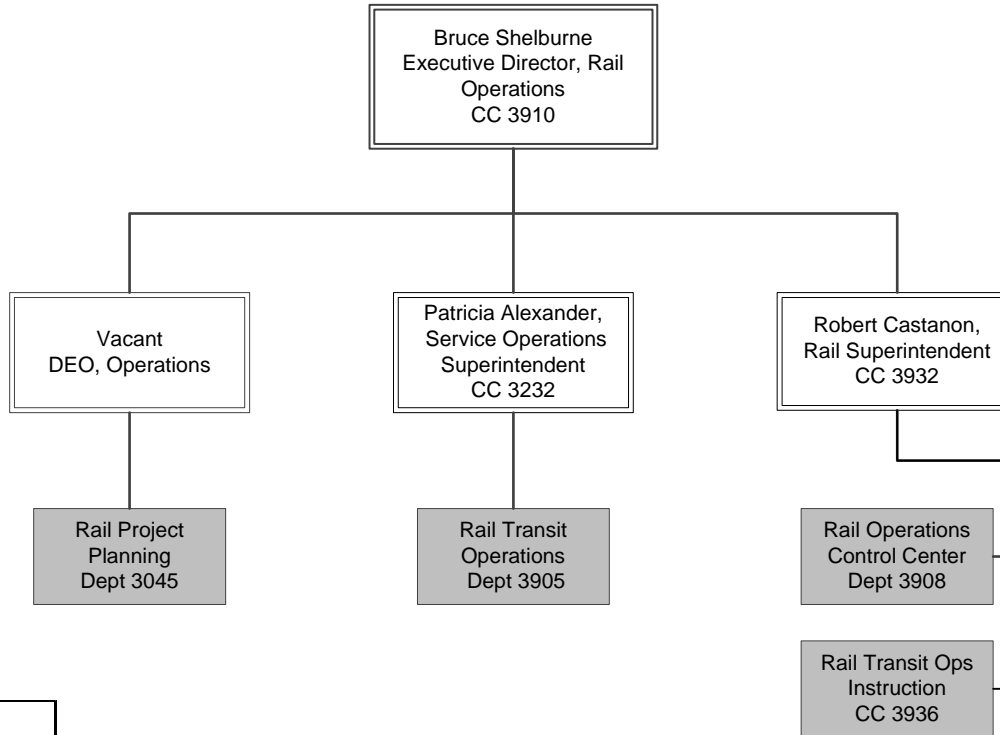 Bruce Shelburne
Executive Director, Rail
Operations
CC 3910
Vacant
DEO, Operations
Patricia Alexander,
Service Operations
Superintendent
CC 3232
Robert Castanon,
Rail Superintendent
CC 3932
Rail Project
Planning
Dept 3045
Rail Transit
Operations
Dept 3905
Rail Operations
Control Center
Dept 3908
Rail Transit Ops
Instruction
CC 3936